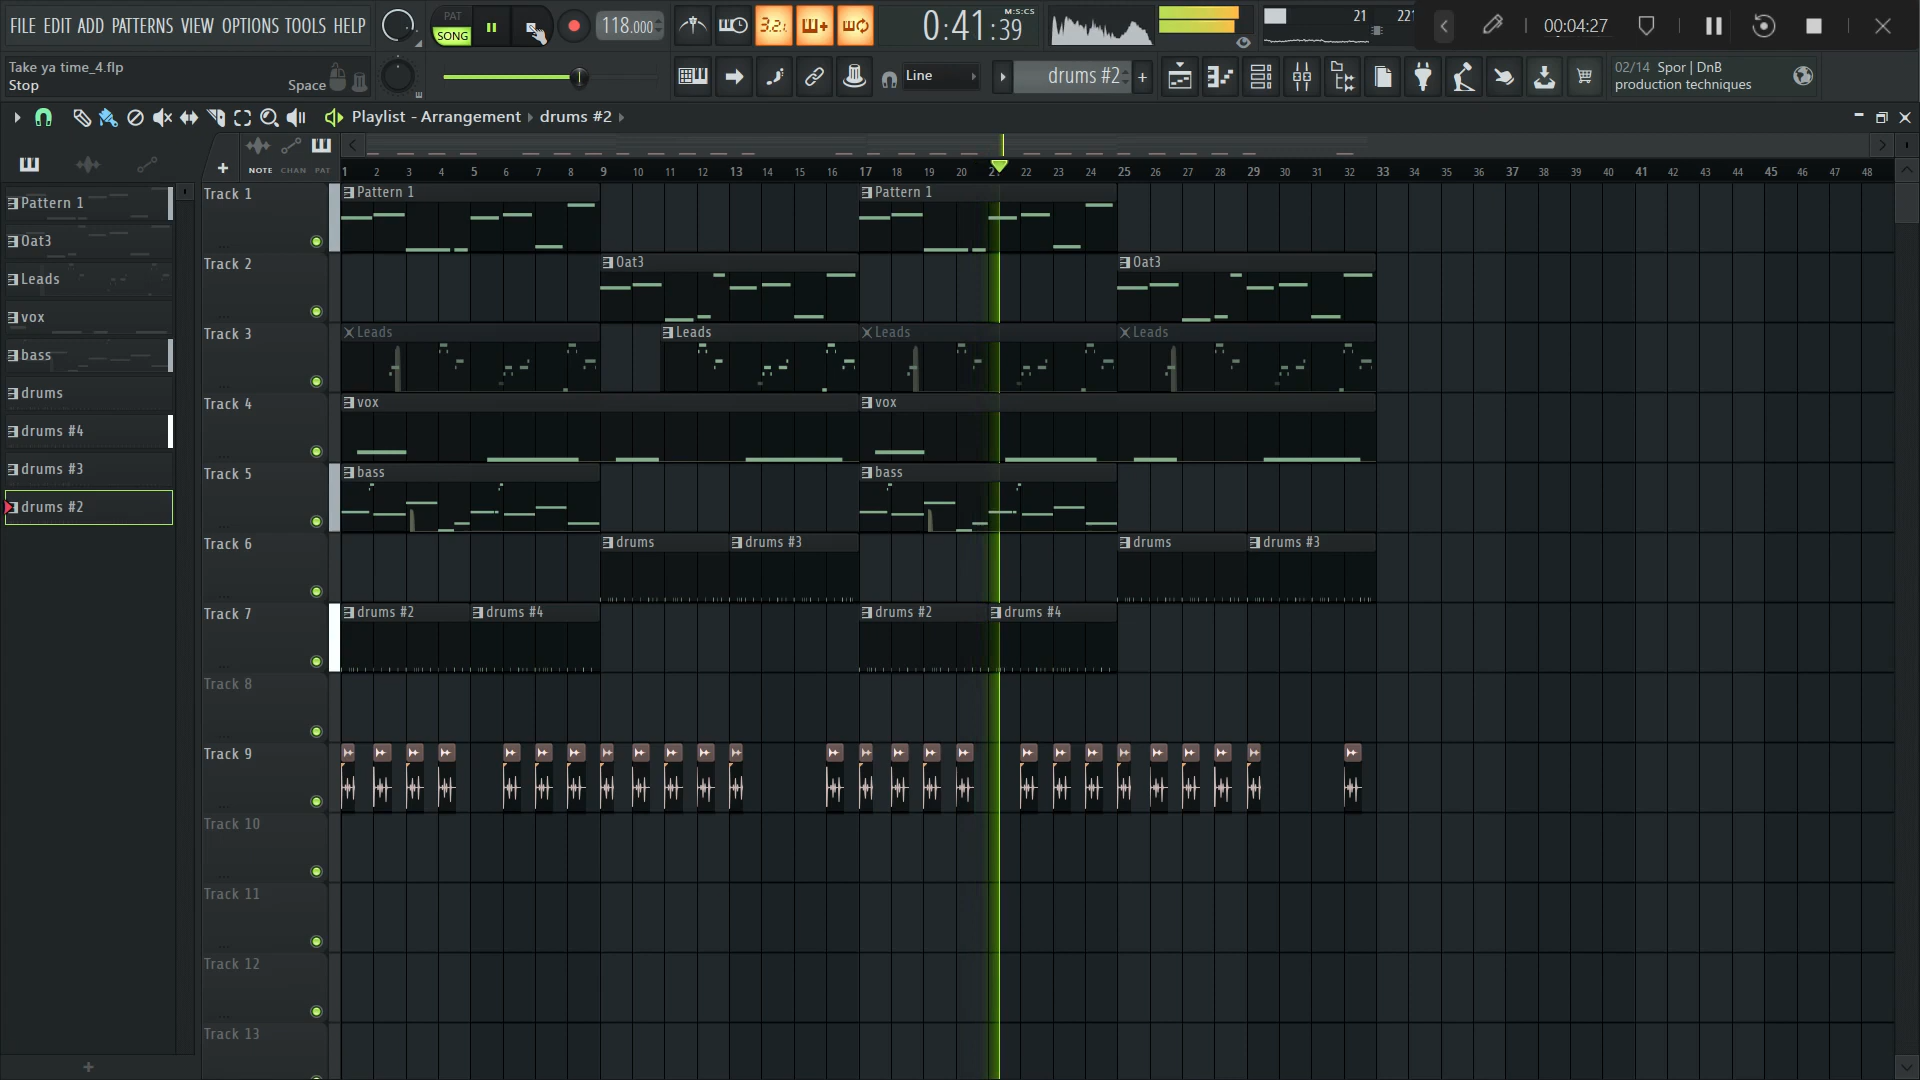 FILE EDIT ADD PATTERNS VIEW OPTIONS TOOLS HELP
PAT
SONG
118.000
3.2.1
M:S:CS
0:41:39
21
221
00:04:27
Take ya time_4.flp
Stop
Space
Line
drums #2
02/14 Spor | DnB
production techniques
Playlist - Arrangement drums #2
NOTE CHAN PAT
1 2 3 4 5 6 7 8 9 10 11 12 13 14 15 16 17 18 19 20 21 22 23 24 25 26 27 28 29 30 31 32 33 34 35 36 37 38 39 40 41 42 43 44 45 46 47 48
Pattern 1
Oat3
Leads
vox
bass
drums
drums #4
drums #3
drums #2
Track 1
Pattern 1 Pattern 1
Track 2
Oat3 Oat3
Track 3
Leads Leads Leads Leads
Track 4
vox vox
Track 5
bass bass
Track 6
drums drums #3 drums drums #3
Track 7
drums #2 drums #4 drums #2 drums #4
Track 8
Track 9
Track 10
Track 11
Track 12
Track 13